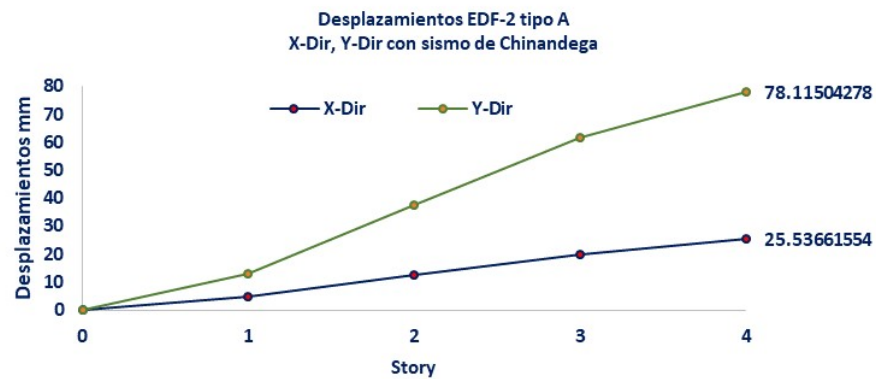 Desplazamientos EDF-2 tipo A
X-Dir, Y-Dir con sismo de Chinandega
Desplazamientos mm
80
70
60
50
40
30
20
10
0
X-Dir
Y-Dir
78.11504278
25.53661554
0 1 2 3 4
Story